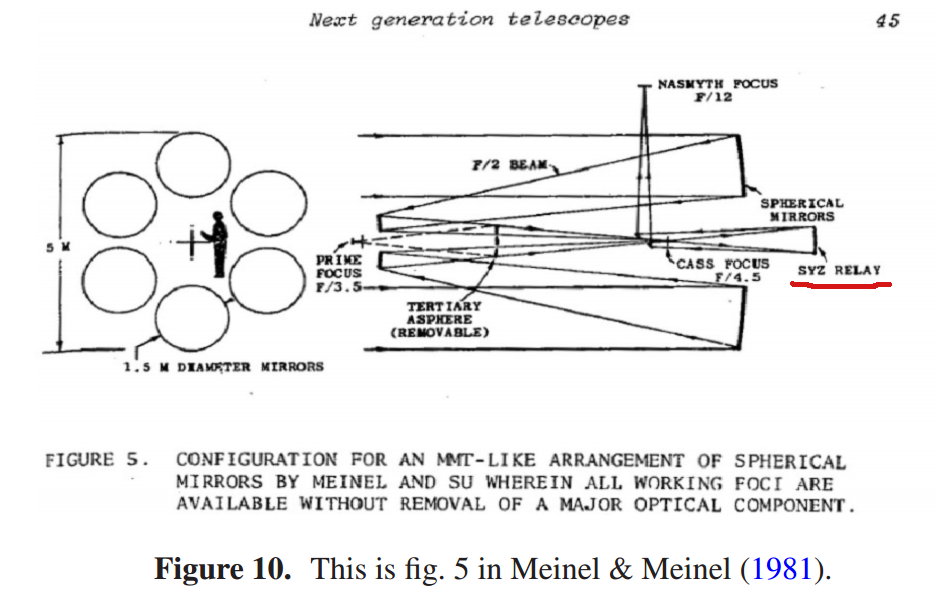 Next generation telescopes 45
NASMYTH FOCUS
F/12
F/2 BEAM
SPHERICAL
MIRRORS
5 M
PRIME
FOCUS
F/3.5
CASS FOCUS
F/4.5
SYZ RELAY
TERTIARY
ASPHERE
(REMOVABLE)
1.5 M DIAMETER MIRRORS
FIGURE 5. CONFIGURATION FOR AN MMT-LIKE ARRANGEMENT OF SPHERICAL
MIRRORS BY MEINEL AND SU WHEREIN ALL WORKING FOCI ARE
AVAILABLE WITHOUT REMOVAL OF A MAJOR OPTICAL COMPONENT.
Figure 10. This is fig. 5 in Meinel & Meinel (1981).